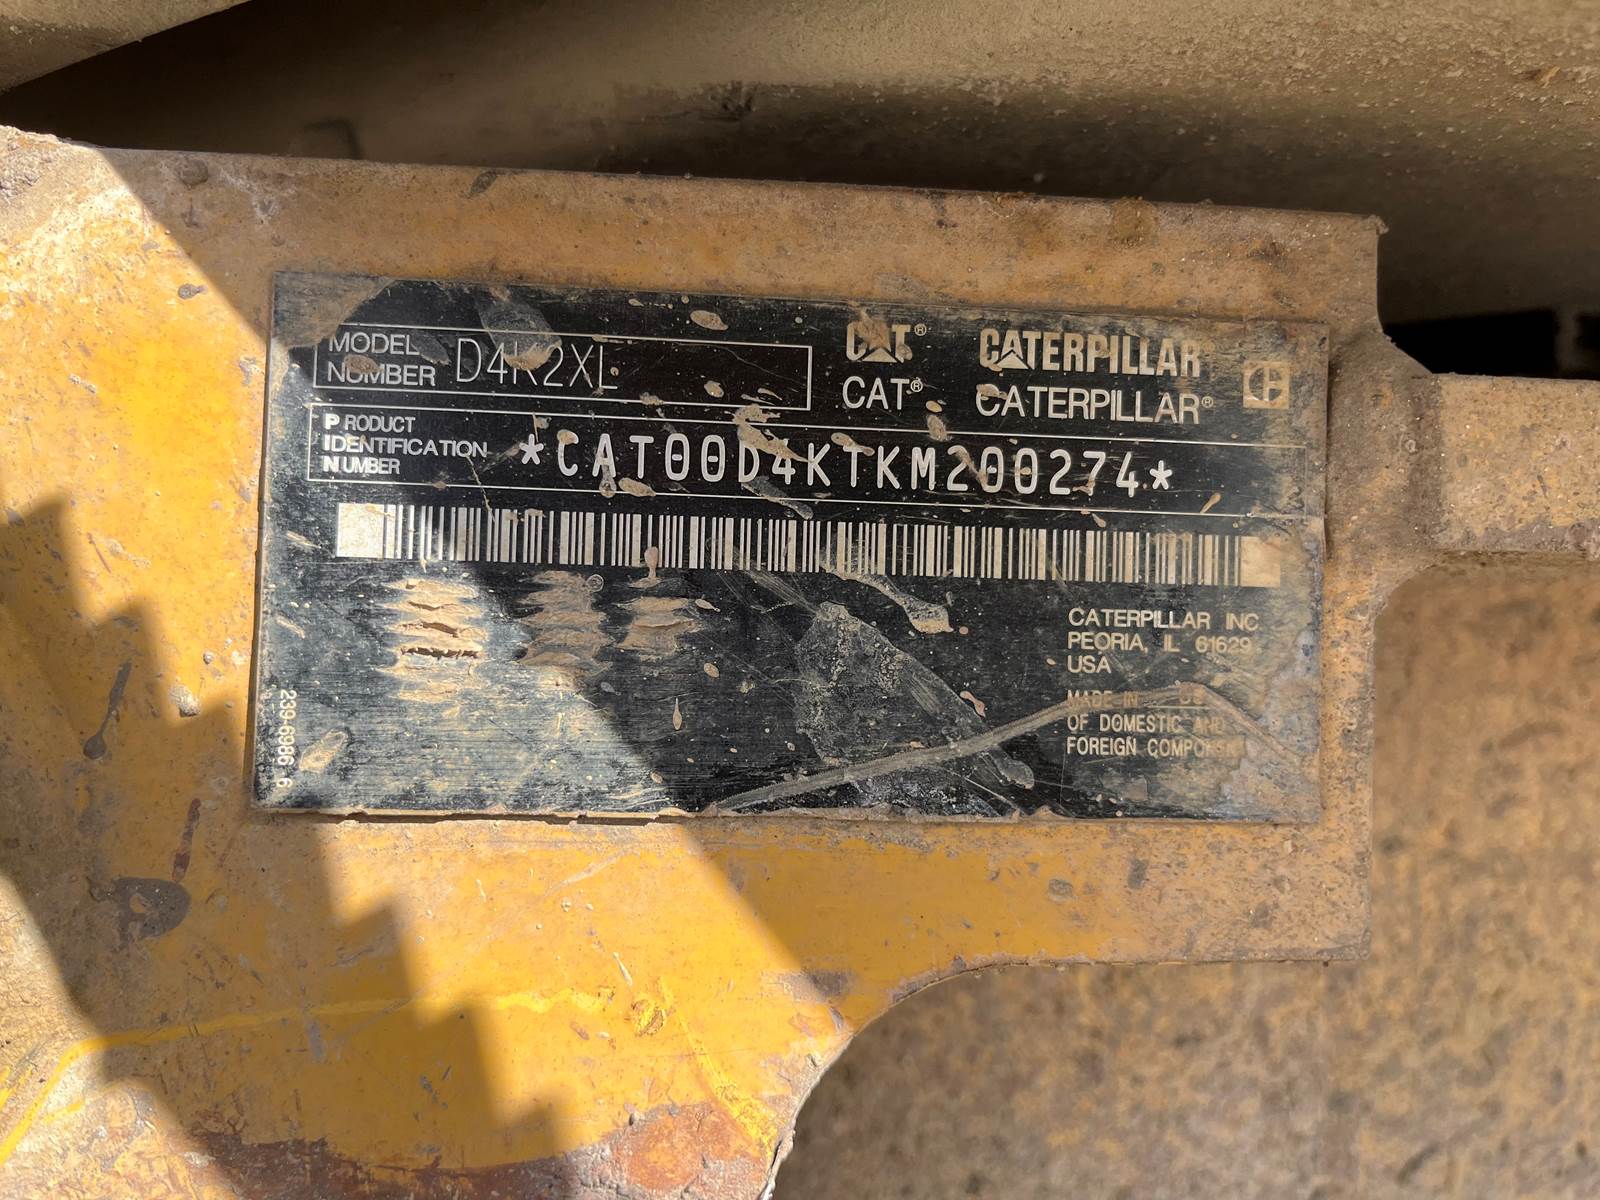 MODEL NUMBER D4K2XL
CAT® CATERPILLAR
CAT® CATERPILLAR®
PRODUCT IDENTIFICATION NUMBER *CAT00D4KTKM200274*
CATERPILLAR INC
PEORIA, IL 61629
USA
MADE IN
OF DOMESTIC AND
FOREIGN COMPONENTS
239-6986 6